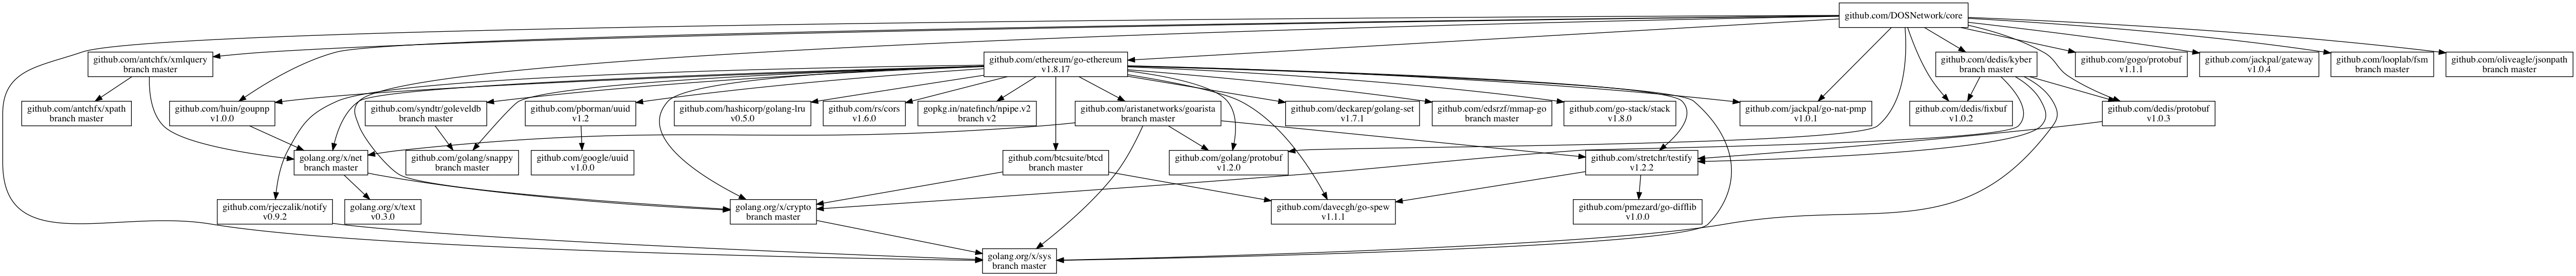 github.com/DOSNetwork/core
github.com/antchfx/xmlquery
branch master
github.com/ethereum/go-ethereum
v1.8.17
github.com/dedis/kyber
branch master
github.com/gogo/protobuf
v1.1.1
github.com/jackpal/gateway
v1.0.4
github.com/looplab/fsm
branch master
github.com/oliveagle/jsonpath
branch master
github.com/antchfx/xpath
branch master
github.com/huin/goupnp
v1.0.0
github.com/syndtr/goleveldb
branch master
github.com/pborman/uuid
v1.2
github.com/hashicorp/golang-lru
v0.5.0
github.com/rs/cors
v1.6.0
gopkg.in/natefinch/npipe.v2
branch v2
github.com/aristanetworks/goarista
branch master
github.com/deckarep/golang-set
v1.7.1
github.com/edsrzf/mmap-go
branch master
github.com/go-stack/stack
v1.8.0
github.com/jackpal/go-nat-pmp
v1.0.1
github.com/dedis/fixbuf
v1.0.2
github.com/dedis/protobuf
v1.0.3
golang.org/x/net
branch master
github.com/golang/snappy
branch master
github.com/google/uuid
v1.0.0
github.com/btcsuite/btcd
branch master
github.com/golang/protobuf
v1.2.0
github.com/stretchr/testify
v1.2.2
github.com/rjeczalik/notify
v0.9.2
golang.org/x/text
v0.3.0
golang.org/x/crypto
branch master
github.com/davecgh/go-spew
v1.1.1
github.com/pmezard/go-difflib
v1.0.0
golang.org/x/sys
branch master